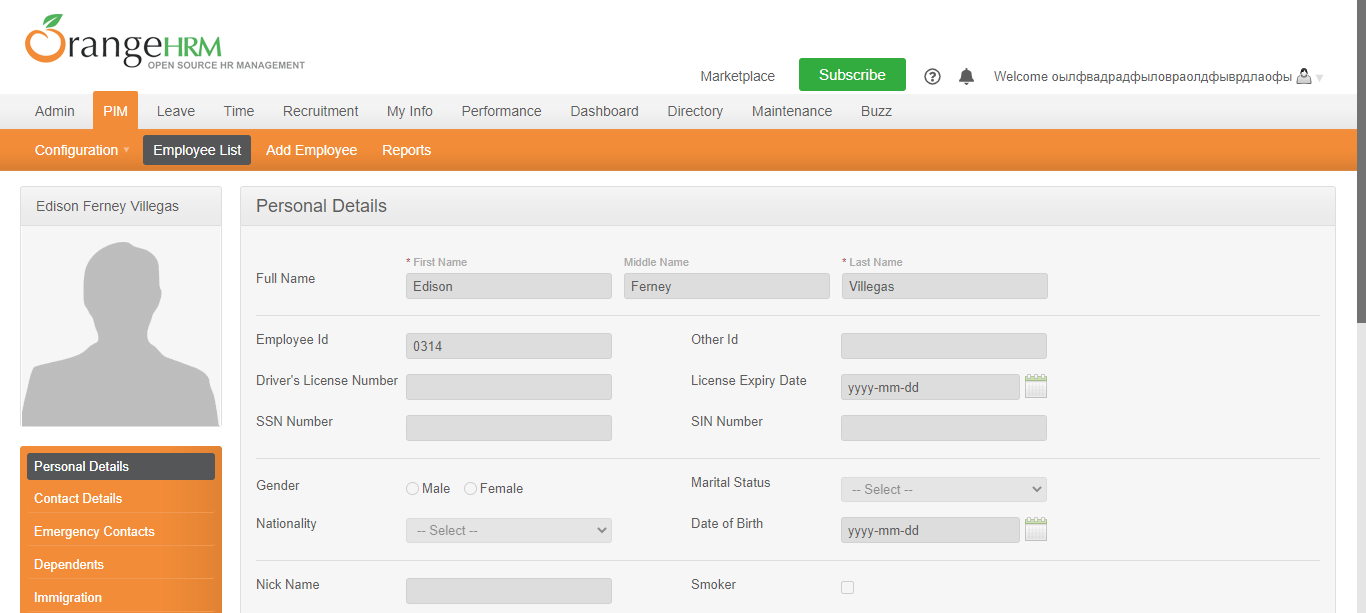 OrangeHRM
OPEN SOURCE HR MANAGEMENT
Marketplace Subscribe ? Welcome оылфвадрадфыловраолдфыврдлаофы
Admin PIM Leave Time Recruitment My Info Performance Dashboard Directory Maintenance Buzz
Configuration Employee List Add Employee Reports
Edison Ferney Villegas
Personal Details
Contact Details
Emergency Contacts
Dependents
Immigration
Personal Details
* First Name Middle Name * Last Name
Full Name Edison Ferney Villegas
Employee Id 0314 Other Id
Driver's License Number License Expiry Date yyyy-mm-dd
SSN Number SIN Number
Gender Male Female Marital Status -- Select --
Nationality -- Select -- Date of Birth yyyy-mm-dd
Nick Name Smoker